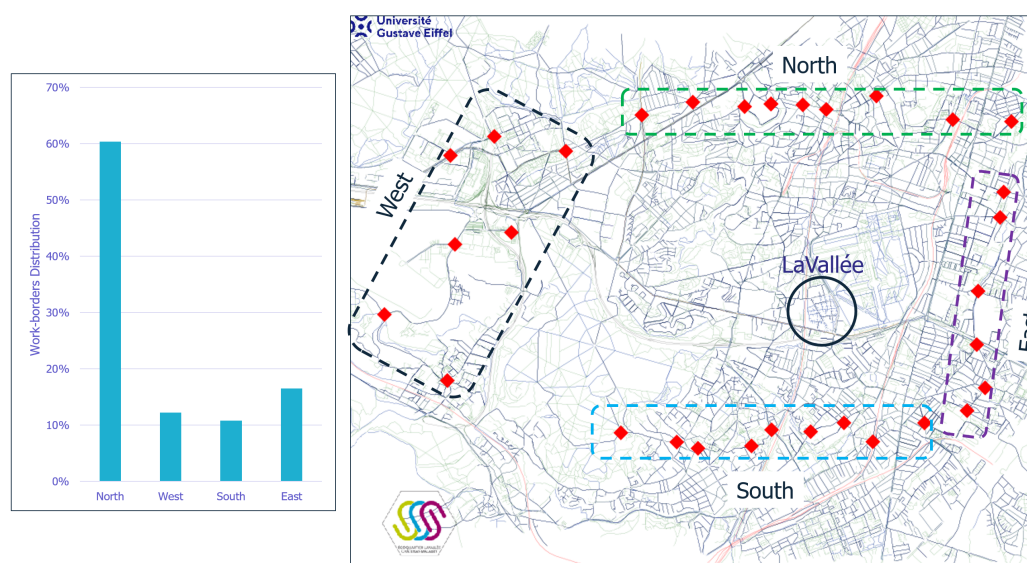 Université
Gustave Eiffel
70%
60%
50%
40%
30%
20%
10%
0%
Work-borders Distribution
North
West
South
East
North
West
LaVallée
South